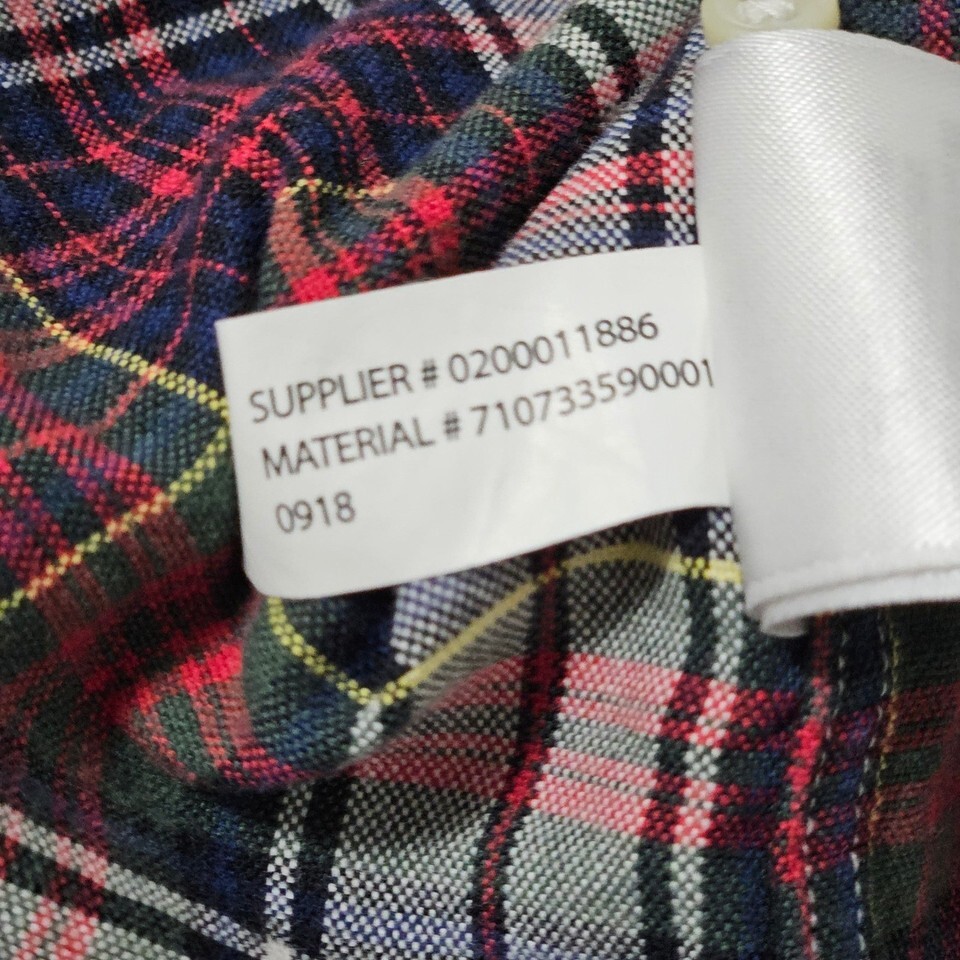 SUPPLIER # 0200011886
MATERIAL # 710733590001
0918